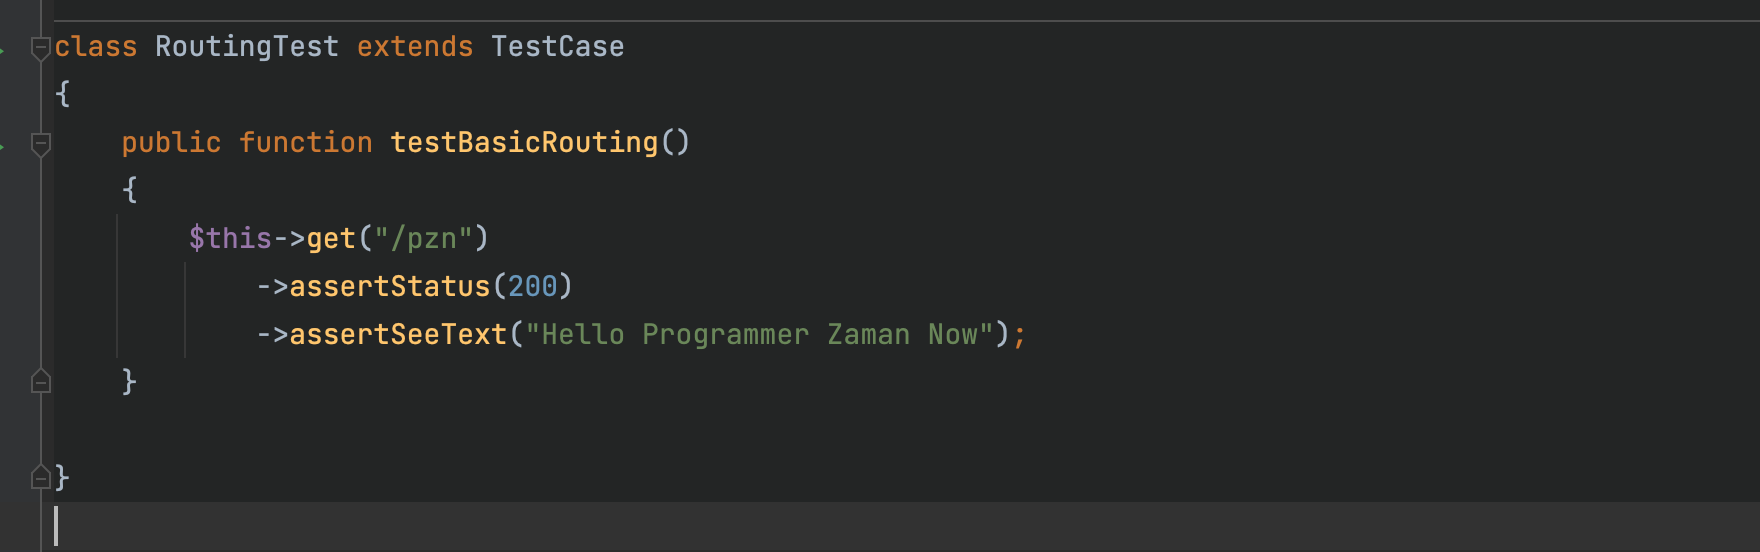 class RoutingTest extends TestCase
{
    public function testBasicRouting()
    {
        $this->get("/pzn")
            ->assertStatus(200)
            ->assertSeeText("Hello Programmer Zaman Now");
    }
}